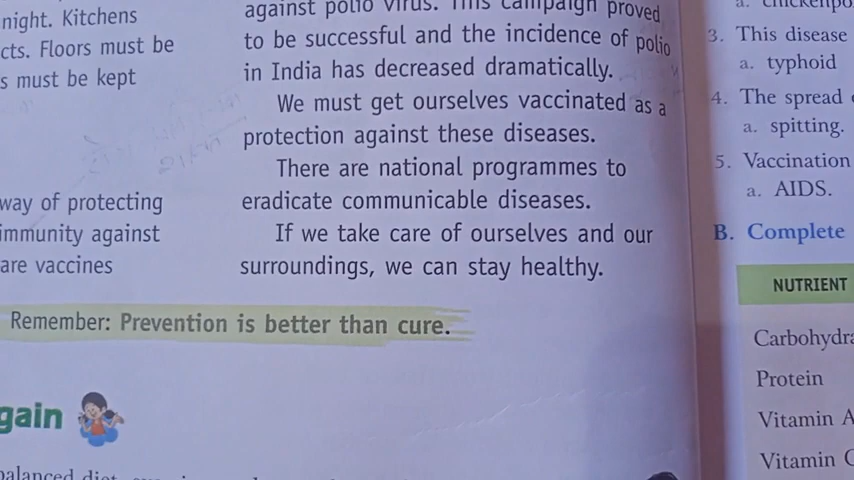 night. Kitchens
cts. Floors must be
s must be kept
way of protecting
immunity against
are vaccines
against polio virus. This campaign proved
to be successful and the incidence of polio
in India has decreased dramatically.
We must get ourselves vaccinated as a
protection against these diseases.
There are national programmes to
eradicate communicable diseases.
If we take care of ourselves and our
surroundings, we can stay healthy.
Remember: Prevention is better than cure.
gain
balanced diet,
a. chickenpo
3. This disease
a. typhoid
4. The spread
a. spitting.
5. Vaccination
a. AIDS.
B. Complete
NUTRIENT
Carbohydra
Protein
Vitamin A
Vitamin C